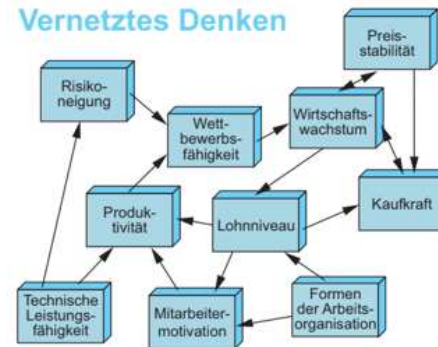 Vernetztes Denken
Preis-
stabilität
Risiko-
neigung
Wett-
bewerbs-
fähigkeit
Wirtschafts-
wachstum
Produk-
tivität
Lohnniveau
Kaufkraft
Technische
Leistungs-
fähigkeit
Mitarbeiter-
motivation
Formen
der Arbeits-
organisation